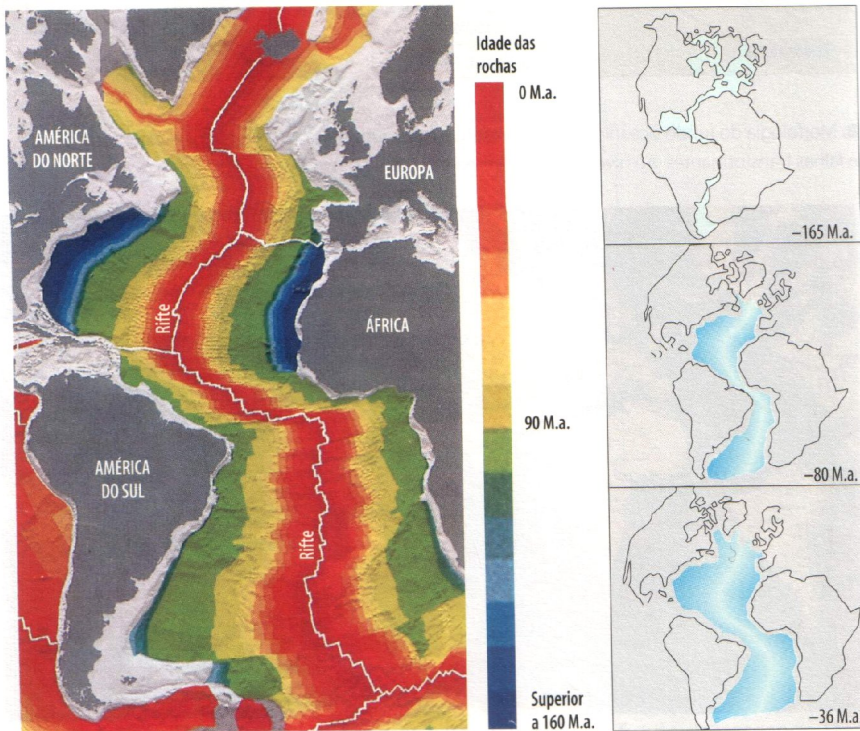 Idade das
rochas
0 M.a.
90 M.a.
Superior
a 160 M.a.
AMÉRICA
DO NORTE
EUROPA
Rifte
ÁFRICA
AMÉRICA
DO SUL
Rifte
–165 M.a.
–80 M.a.
–36 M.a.